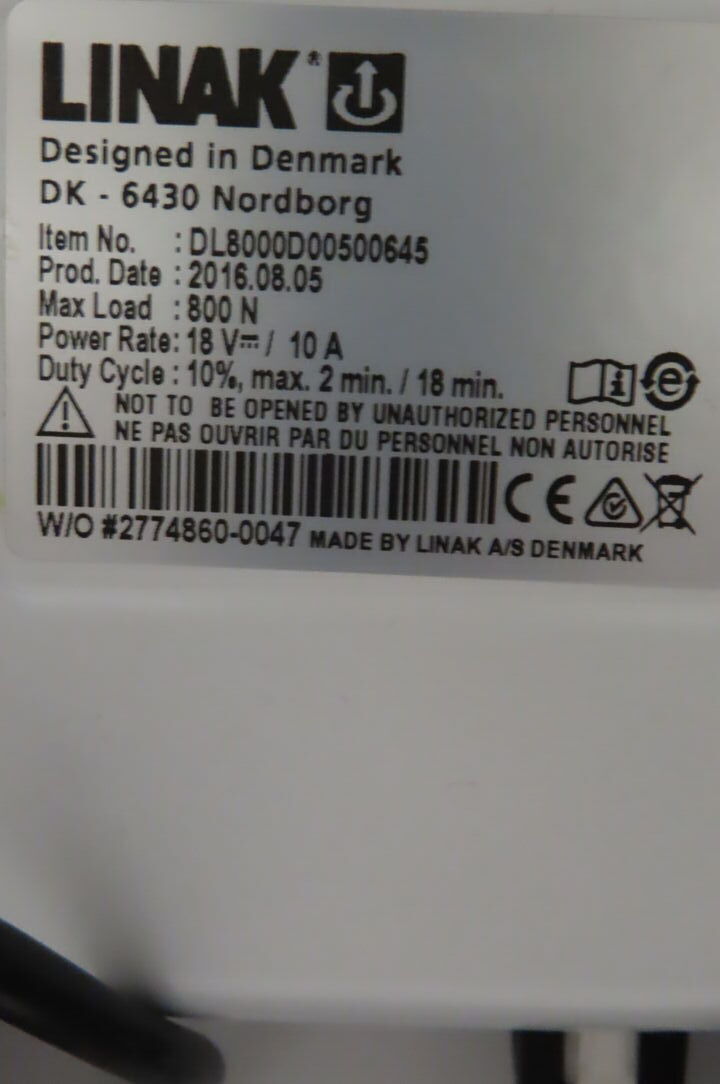 LINAK®
Designed in Denmark
DK - 6430 Nordborg
Item No. : DL8000D00500645
Prod. Date : 2016.08.05
Max Load : 800 N
Power Rate: 18 V⎓ / 10 A
Duty Cycle : 10%, max. 2 min. / 18 min.
NOT TO BE OPENED BY UNAUTHORIZED PERSONNEL
NE PAS OUVRIR PAR DU PERSONNEL NON AUTORISE
CE
W/O #2774860-0047 MADE BY LINAK A/S DENMARK